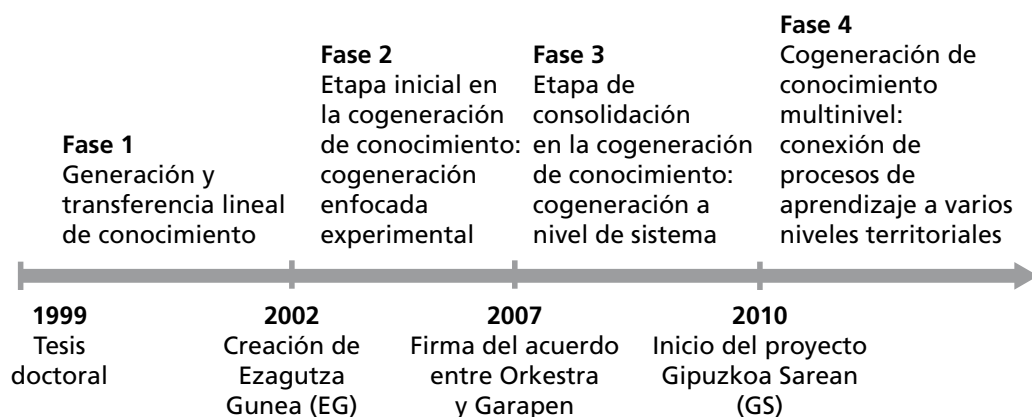 Fase 1
Generación y
transferencia lineal
de conocimiento
Fase 2
Etapa inicial en
la cogeneración
de conocimiento:
cogeneración
enfocada
experimental
Fase 3
Etapa de
consolidación
en la cogeneración
de conocimiento:
cogeneración a
nivel de sistema
Fase 4
Cogeneración de
conocimiento
multinivel:
conexión de
procesos de
aprendizaje a varios
niveles territoriales
1999
Tesis
doctoral
2002
Creación de
Ezagutza
Gunea (EG)
2007
Firma del acuerdo
entre Orkestra
y Garapen
2010
Inicio del proyecto
Gipuzkoa Sarean
(GS)